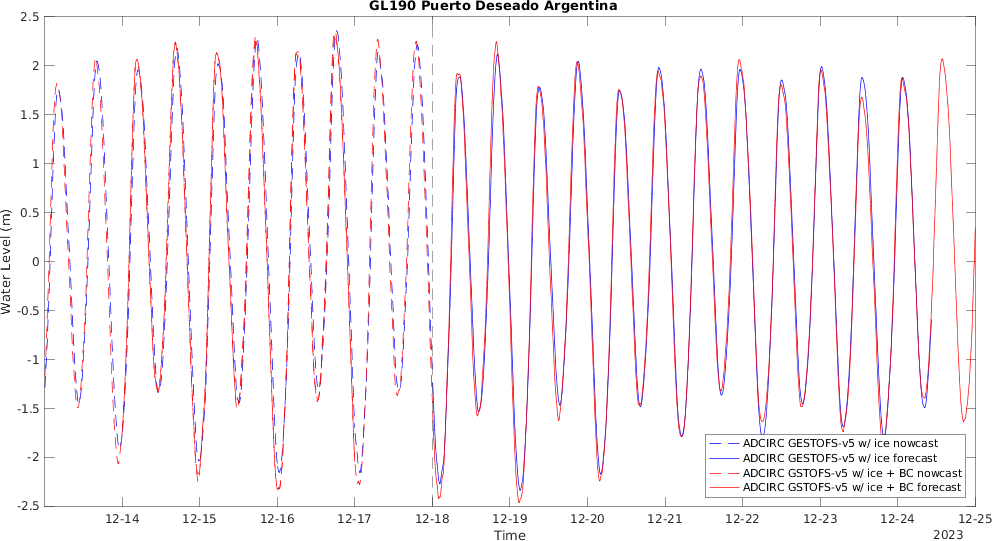 GL190 Puerto Deseado Argentina
Water Level (m)
2.5
2
1.5
1
0.5
0
-0.5
-1
-1.5
-2
-2.5
ADCIRC GESTOFS-v5 w/ ice nowcast
ADCIRC GESTOFS-v5 w/ ice forecast
ADCIRC GSTOFS-v5 w/ ice + BC nowcast
ADCIRC GSTOFS-v5 w/ ice + BC forecast
12-14 12-15 12-16 12-17 12-18 12-19 12-20 12-21 12-22 12-23 12-24 12-25
Time
2023